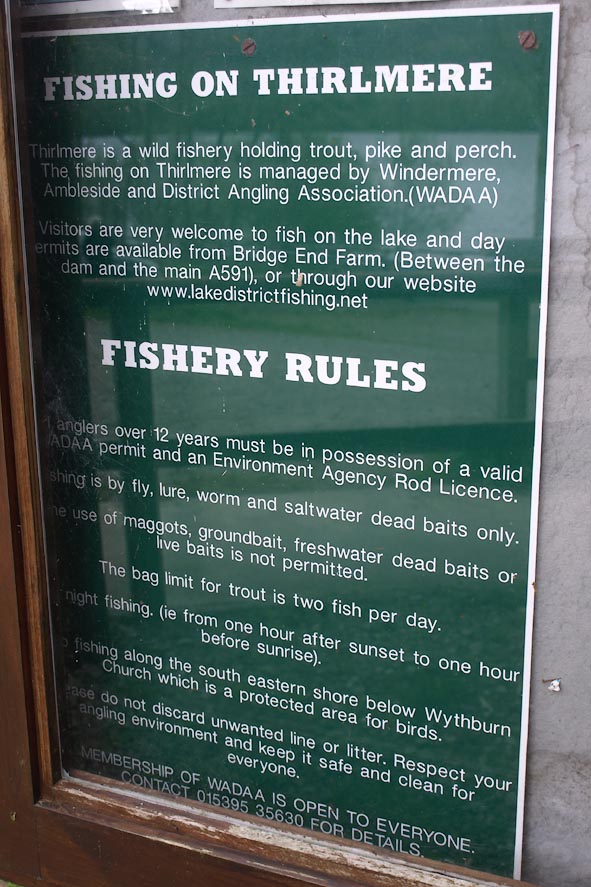 FISHING ON THIRLMERE
Thirlmere is a wild fishery holding trout, pike and perch.
The fishing on Thirlmere is managed by Windermere,
Ambleside and District Angling Association.(WADAA)
Visitors are very welcome to fish on the lake and day
ermits are available from Bridge End Farm. (Between the
dam and the main A591), or through our website
www.lakedistrictfishing.net
FISHERY RULES
anglers over 12 years must be in possession of a valid
ADAA permit and an Environment Agency Rod Licence.
shing is by fly, lure, worm and saltwater dead baits only.
he use of maggots, groundbait, freshwater dead baits or
live baits is not permitted.
The bag limit for trout is two fish per day.
night fishing. (ie from one hour after sunset to one hour
before sunrise).
fishing along the south eastern shore below Wythburn
Church which is a protected area for birds.
ease do not discard unwanted line or litter. Respect your
angling environment and keep it safe and clean for
everyone.
MEMBERSHIP OF WADAA IS OPEN TO EVERYONE.
CONTACT 015395 35630 FOR DETAILS.